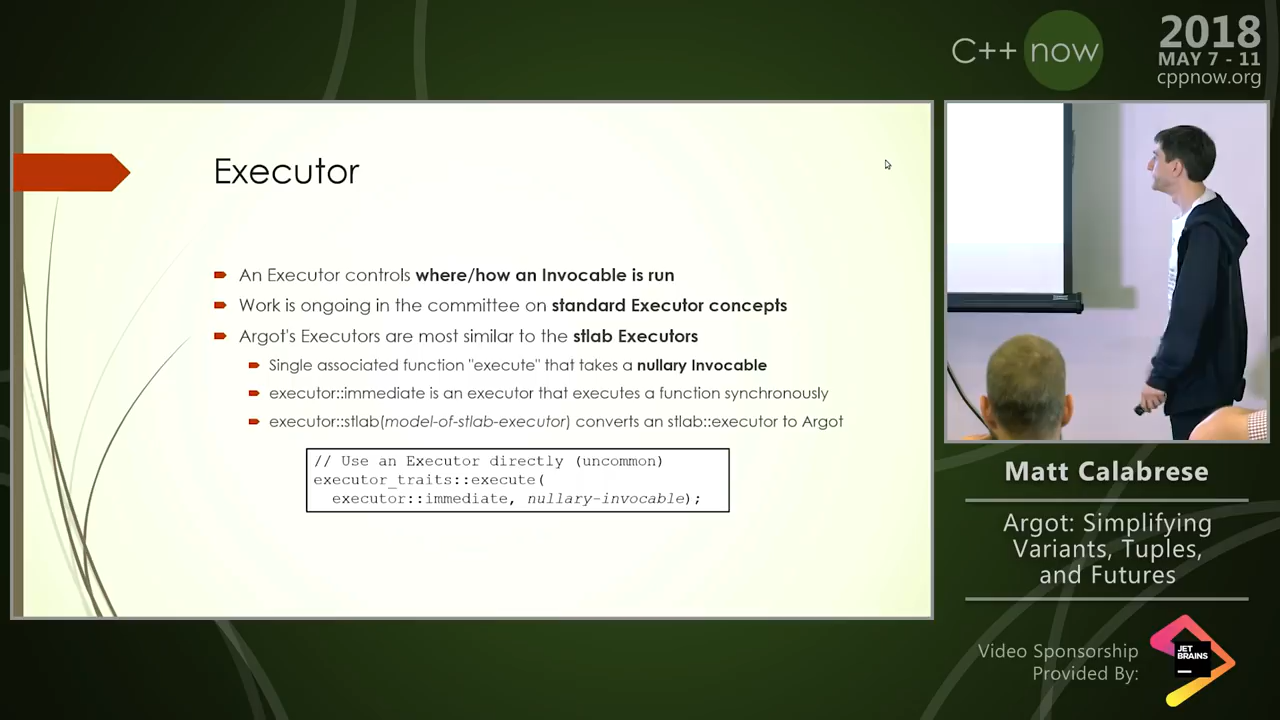 C++ now
2018
MAY 7 - 11
cppnow.org
Executor
An Executor controls where/how an Invocable is run
Work is ongoing in the committee on standard Executor concepts
Argot's Executors are most similar to the stlab Executors
Single associated function "execute" that takes a nullary Invocable
executor::immediate is an executor that executes a function synchronously
executor::stlab(model-of-stlab-executor) converts an stlab::executor to Argot
// Use an Executor directly (uncommon)
executor_traits::execute(
executor::immediate, nullary-invocable);
Matt Calabrese
Argot: Simplifying
Variants, Tuples,
and Futures
Video Sponsorship
Provided By:
JET
BRAINS